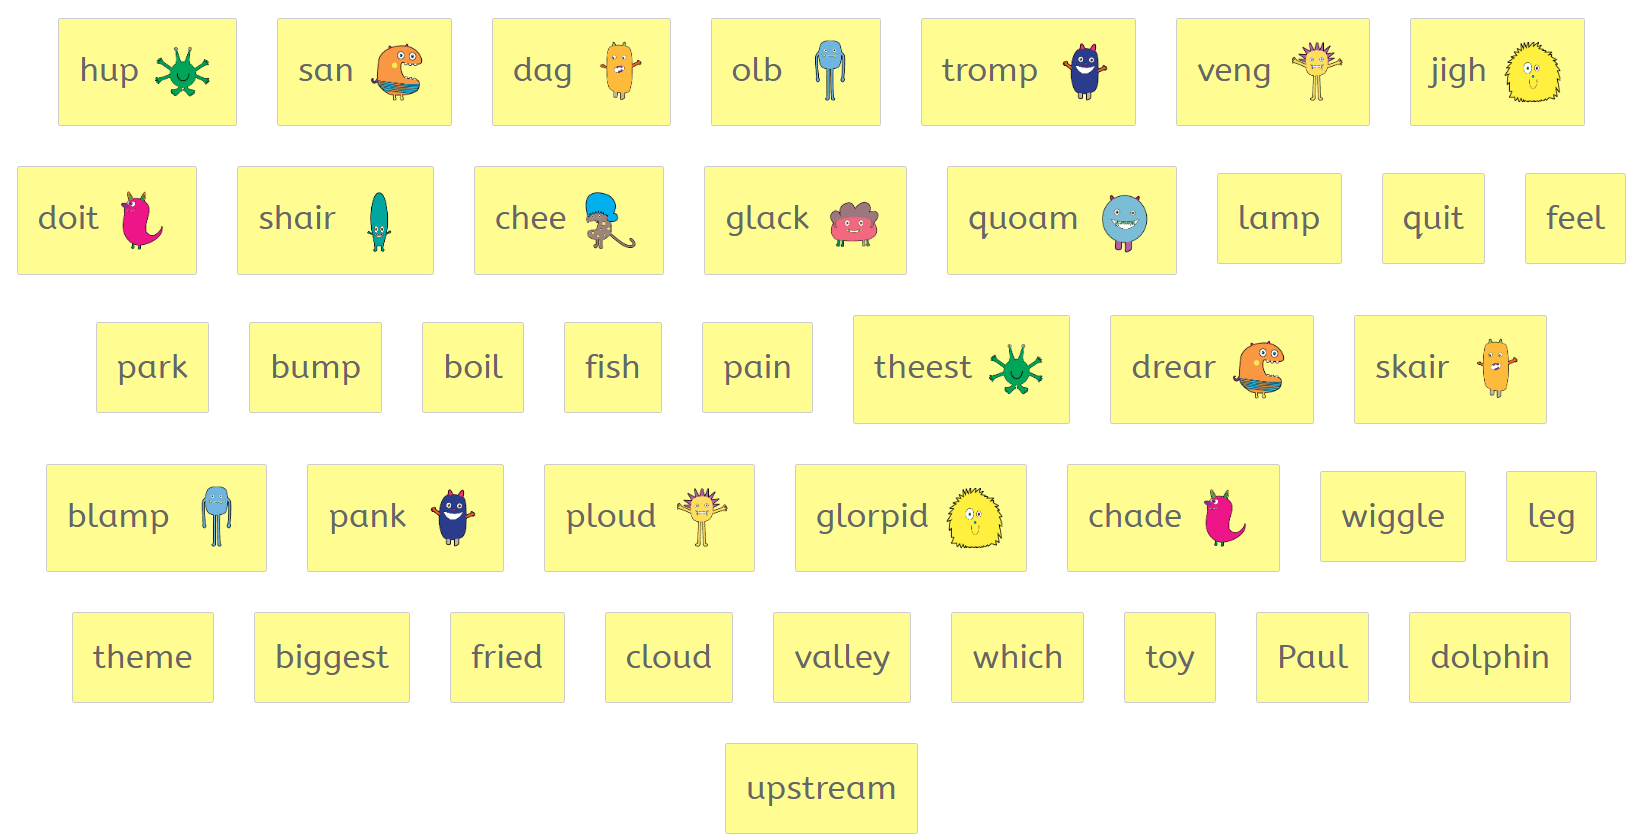 hup san dag olb tromp veng jigh
doit shair chee glack quoam lamp quit feel
park bump boil fish pain theest drear skair
blamp pank ploud glorpid chade wiggle leg
theme biggest fried cloud valley which toy Paul dolphin
upstream